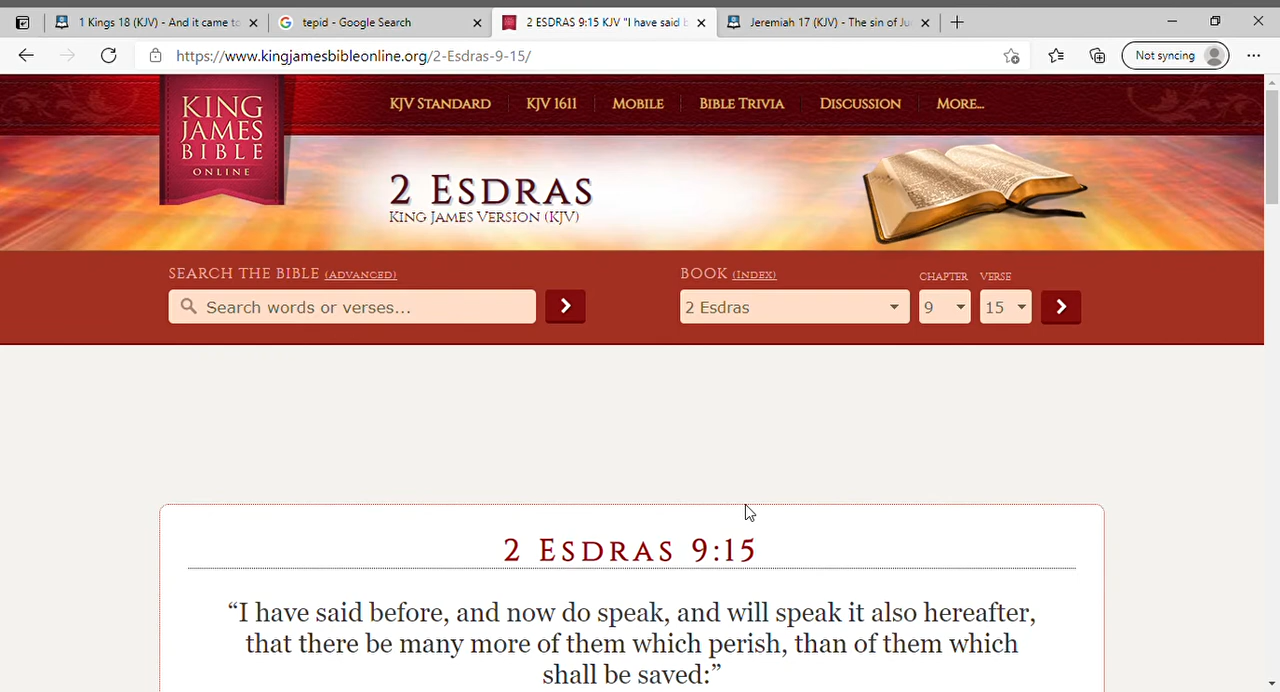 1 Kings 18 (KJV) - And it came to
tepid - Google Search
2 ESDRAS 9:15 KJV "I have said b
Jeremiah 17 (KJV) - The sin of Ju
https://www.kingjamesbibleonline.org/2-Esdras-9-15/
Not syncing
KING
JAMES
BIBLE
ONLINE
KJV STANDARD
KJV 1611
MOBILE
BIBLE TRIVIA
DISCUSSION
MORE...
2 ESDRAS
KING JAMES VERSION (KJV)
SEARCH THE BIBLE (ADVANCED)
BOOK (INDEX)
CHAPTER
VERSE
Search words or verses...
2 Esdras
9
15
2 ESDRAS 9:15
“I have said before, and now do speak, and will speak it also hereafter,
that there be many more of them which perish, than of them which
shall be saved:”